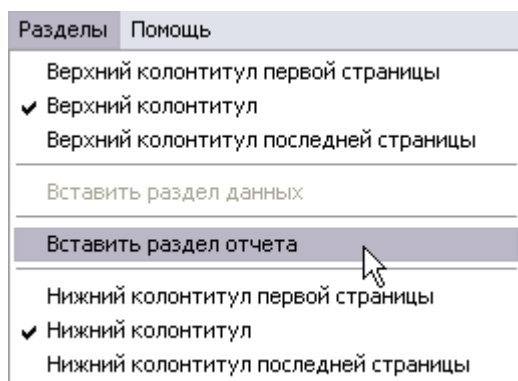 Разделы Помощь
Верхний колонтитул первой страницы
Верхний колонтитул
Верхний колонтитул последней страницы
Вставить раздел данных
Вставить раздел отчета
Нижний колонтитул первой страницы
Нижний колонтитул
Нижний колонтитул последней страницы